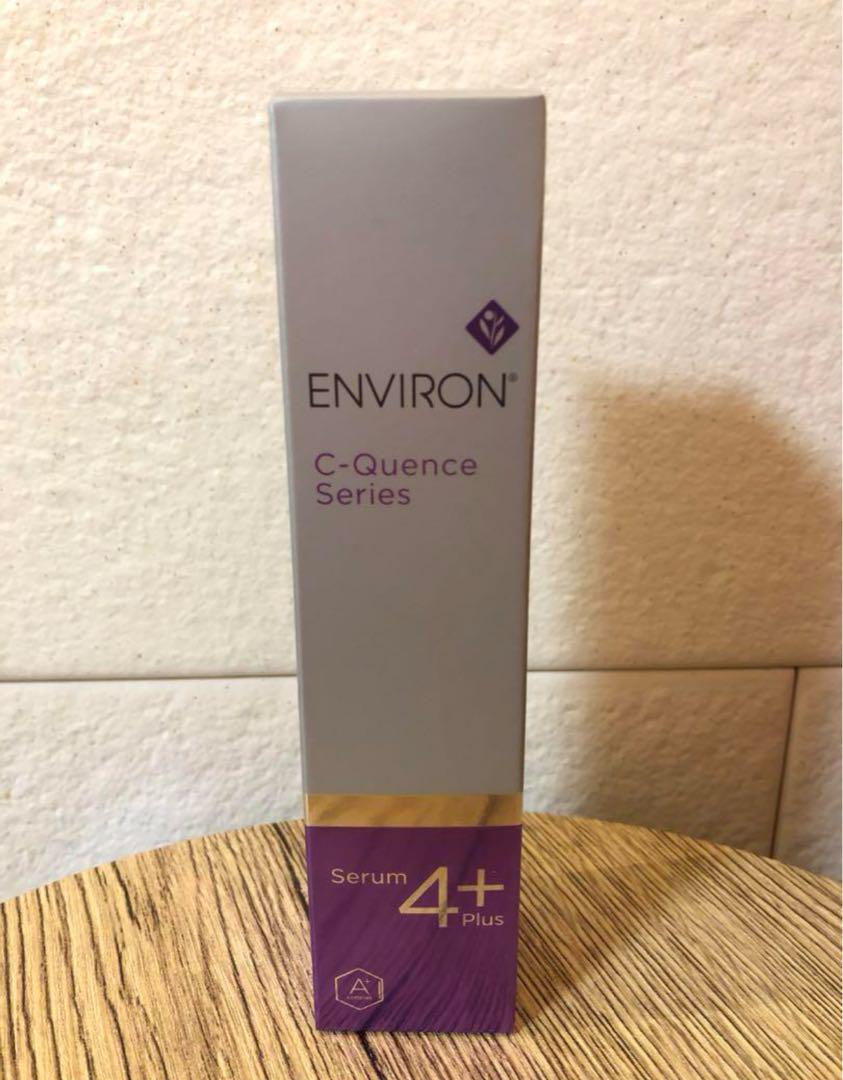 ENVIRON®
C-Quence
Series
Serum 4+
Plus
A+